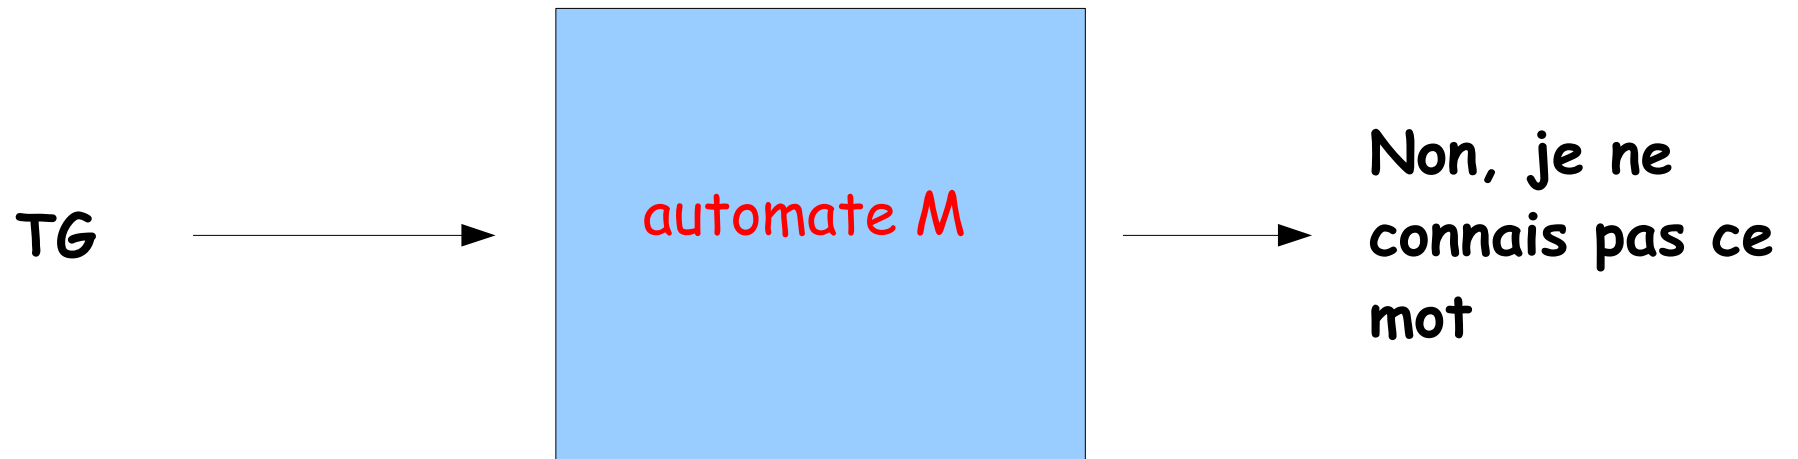 TG
automate M
Non, je ne
connais pas ce
mot